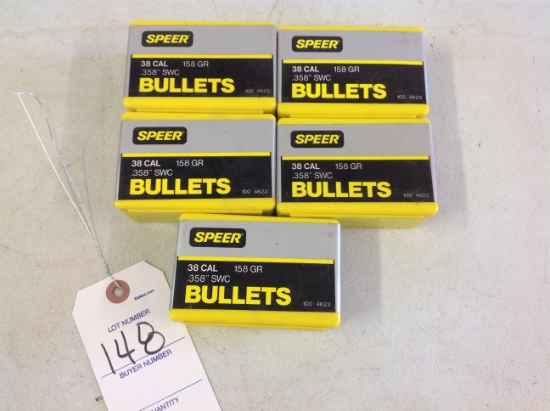 SPEER
38 CAL 158 GR
.358" SWC
BULLETS
100 4623
SPEER
38 CAL 158 GR
.358" SWC
BULLETS
100 4623
SPEER
38 CAL 158 GR
.358" SWC
BULLETS
100 4623
SPEER
38 CAL 158 GR
.358" SWC
BULLETS
100 4623
SPEER
38 CAL 158 GR
.358" SWC
BULLETS
100 4623
LOT NUMBER
148
BUYER NUMBER
QUANTITY